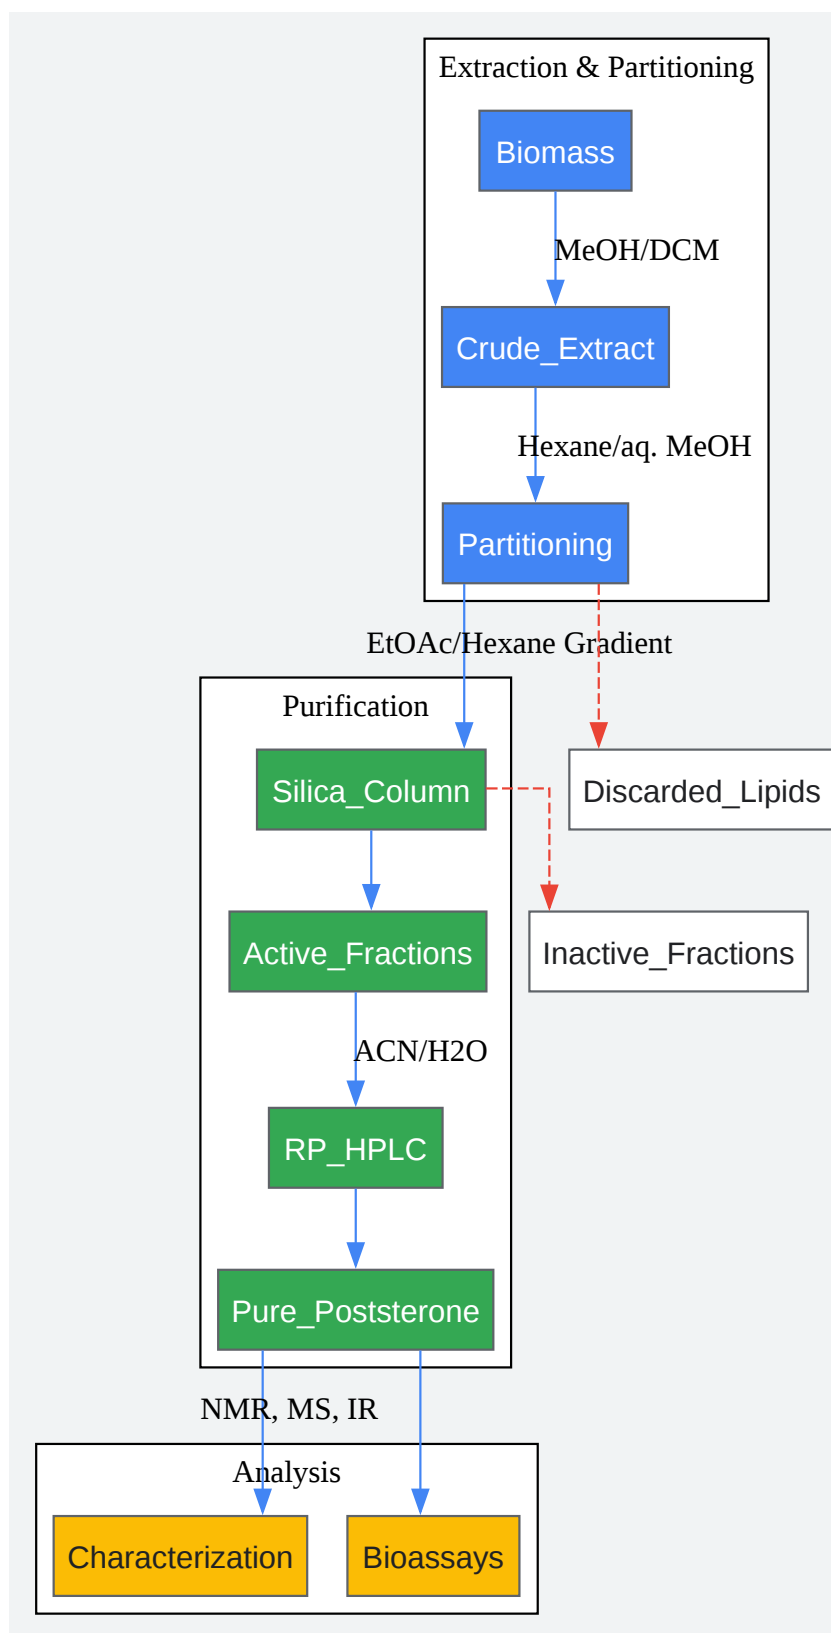 Extraction & Partitioning
Biomass
MeOH/DCM
Crude_Extract
Hexane/aq. MeOH
Partitioning
EtOAc/Hexane Gradient
Purification
Silica_Column
Discarded_Lipids
Active_Fractions
Inactive_Fractions
ACN/H2O
RP_HPLC
Pure_Poststerone
NMR, MS, IR
Analysis
Characterization
Bioassays